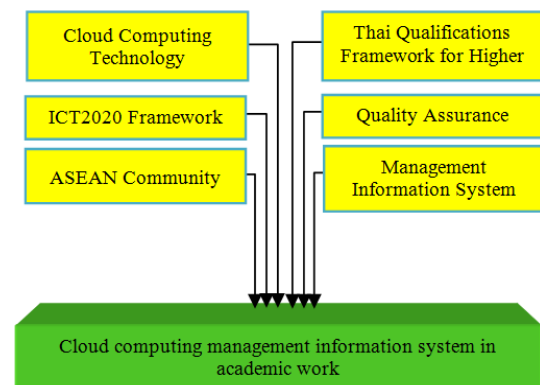 Cloud Computing
Technology
Thai Qualifications
Framework for Higher
ICT2020 Framework
Quality Assurance
ASEAN Community
Management
Information System
Cloud computing management information system in
academic work